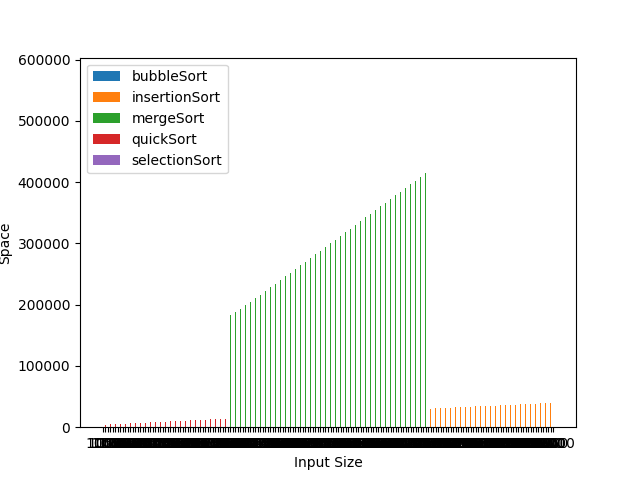 600000
500000
400000
300000
200000
100000
0
Space
bubbleSort
insertionSort
mergeSort
quickSort
selectionSort
Input Size